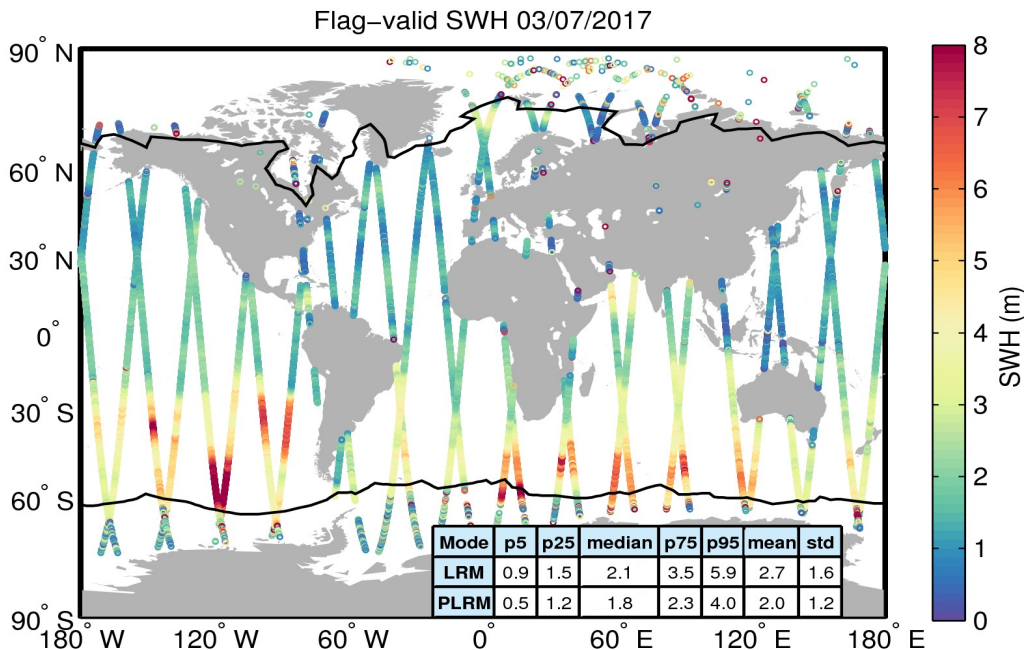 Flag−valid SWH 03/07/2017
90° N
60° N
30° N
0°
30° S
60° S
90° S
180° W
120° W
60° W
0°
60° E
120° E
180° E
Mode p5 p25 median p75 p95 mean std
LRM 0.9 1.5 2.1 3.5 5.9 2.7 1.6
PLRM 0.5 1.2 1.8 2.3 4.0 2.0 1.2
8
7
6
5
4
3
2
1
0
SWH (m)